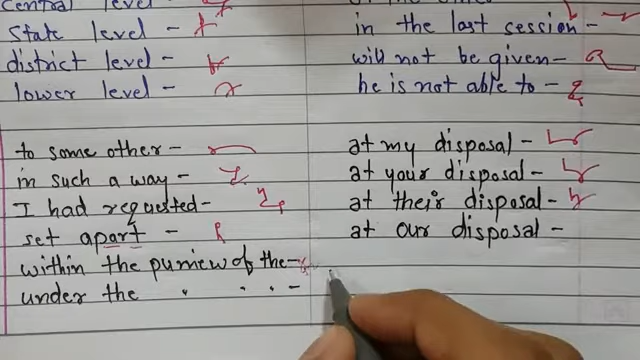 Central level -
State level -
district level -
lower level -
to some other -
in such a way -
I had requested -
set apart -
within the purview of the -
under the " " " -
in the last session -
will not be given -
he is not able to -
at my disposal -
at your disposal -
at their disposal -
at our disposal -